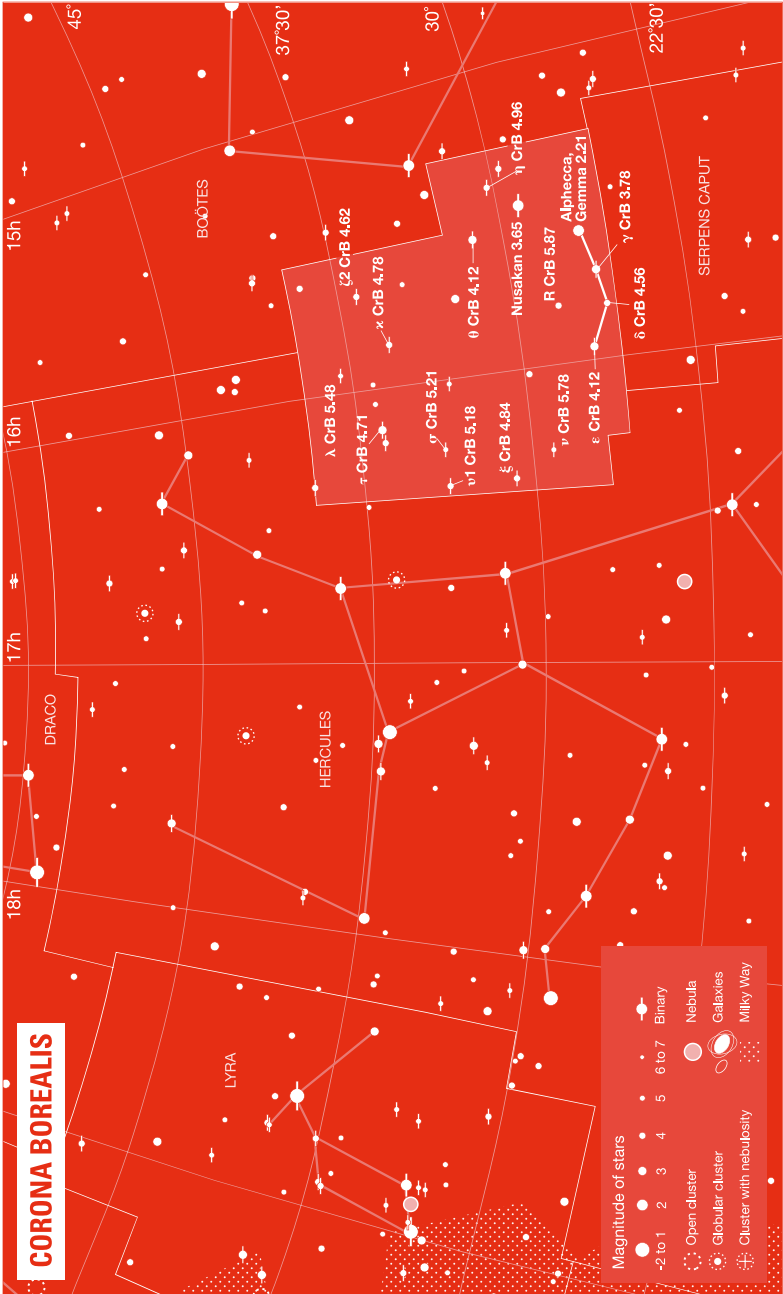 CORONA BOREALIS
45°
37°30'
30°
22°30'
15h
16h
17h
18h
BOÖTES
SERPENS CAPUT
DRACO
HERCULES
LYRA
η CrB 4.96
ζ2 CrB 4.62
ϰ CrB 4.78
θ CrB 4.12
Nusakan 3.65
Alphecca,
Gemma 2.21
R CrB 5.87
γ CrB 3.78
δ CrB 4.56
λ CrB 5.48
τ CrB 4.71
σ CrB 5.21
υ1 CrB 5.18
ξ CrB 4.84
ν CrB 5.78
ε CrB 4.12
Magnitude of stars
-2 to 1
2
3
4
5
6 to 7
Binary
Open cluster
Nebula
Globular cluster
Galaxies
Cluster with nebulosity
Milky Way